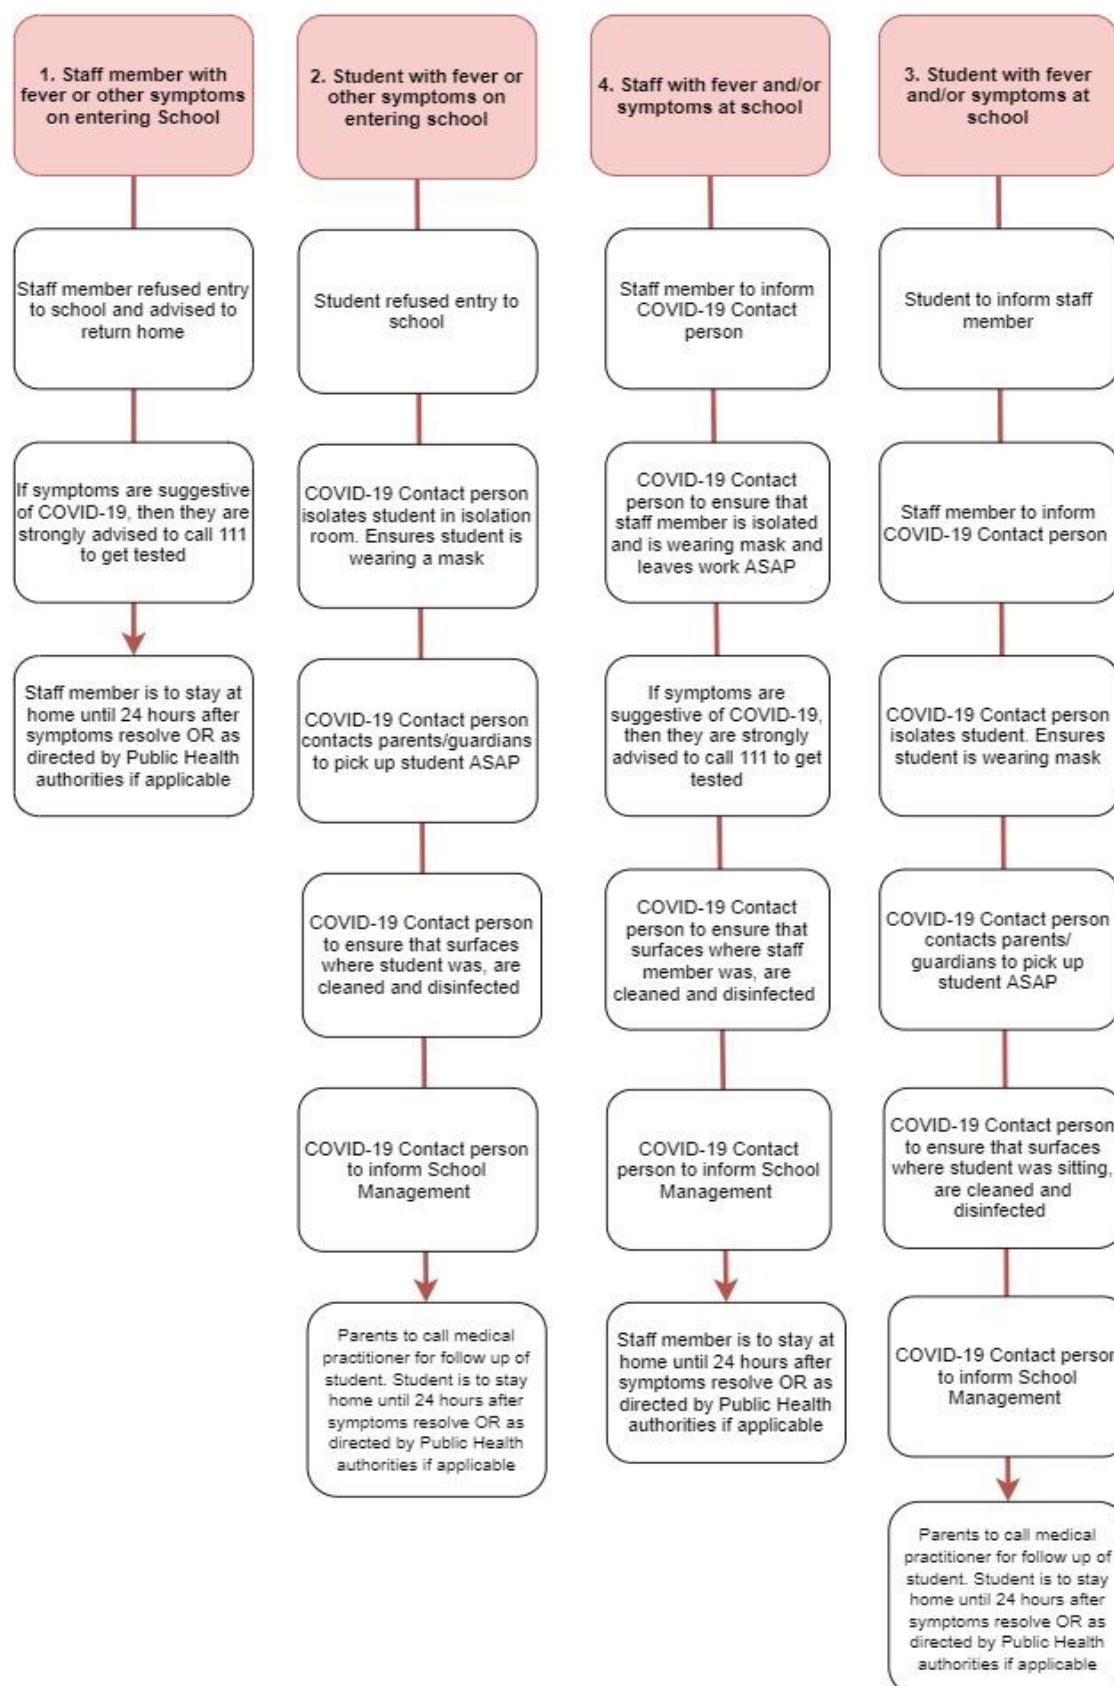 1. Staff member with
fever or other symptoms
on entering School
Staff member refused entry
to school and advised to
return home
If symptoms are suggestive
of COVID-19, then they are
strongly advised to call 111
to get tested
Staff member is to stay at
home until 24 hours after
symptoms resolve OR as
directed by Public Health
authorities if applicable
2. Student with fever or
other symptoms on
entering school
Student refused entry to
school
COVID-19 Contact person
isolates student in isolation
room. Ensures student is
wearing a mask
COVID-19 Contact person
contacts parents/guardians
to pick up student ASAP
COVID-19 Contact person
to ensure that surfaces
where student was, are
cleaned and disinfected
COVID-19 Contact person
to inform School
Management
Parents to call medical
practitioner for follow up of
student. Student is to stay
home until 24 hours after
symptoms resolve OR as
directed by Public Health
authorities if applicable
4. Staff with fever and/or
symptoms at school
Staff member to inform
COVID-19 Contact
person
COVID-19 Contact
person to ensure that
staff member is isolated
and is wearing mask and
leaves work ASAP
If symptoms are
suggestive of COVID-19,
then they are strongly
advised to call 111 to get
tested
COVID-19 Contact
person to ensure that
surfaces where staff
member was, are
cleaned and disinfected
COVID-19 Contact
person to inform School
Management
Staff member is to stay at
home until 24 hours after
symptoms resolve OR as
directed by Public Health
authorities if applicable
3. Student with fever
and/or symptoms at
school
Student to inform staff
member
Staff member to inform
COVID-19 Contact person
COVID-19 Contact person
isolates student. Ensures
student is wearing mask
COVID-19 Contact person
contacts parents/
guardians to pick up
student ASAP
COVID-19 Contact person
to ensure that surfaces
where student was sitting,
are cleaned and
disinfected
COVID-19 Contact person
to inform School
Management
Parents to call medical
practitioner for follow up of
student. Student is to stay
home until 24 hours after
symptoms resolve OR as
directed by Public Health
authorities if applicable